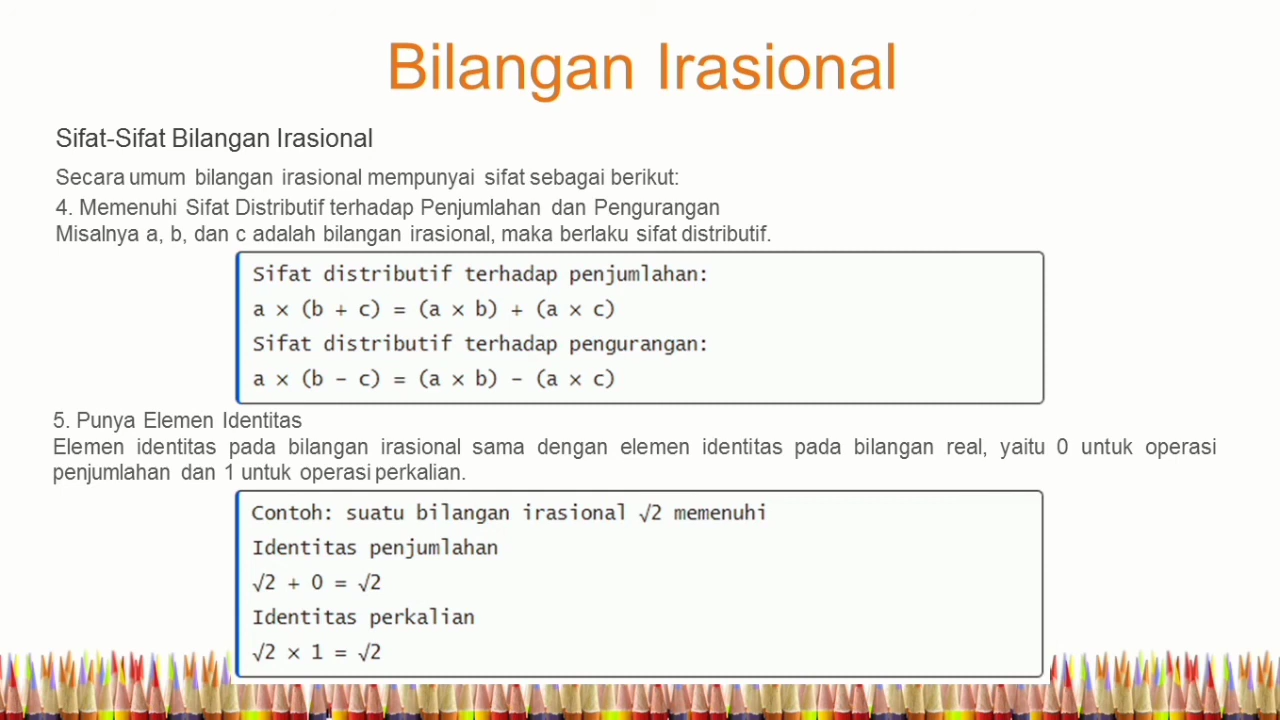 Bilangan Irasional
Sifat-Sifat Bilangan Irasional
Secara umum bilangan irasional mempunyai sifat sebagai berikut:
4. Memenuhi Sifat Distributif terhadap Penjumlahan dan Pengurangan
Misalnya a, b, dan c adalah bilangan irasional, maka berlaku sifat distributif.
Sifat distributif terhadap penjumlahan:
a × (b + c) = (a × b) + (a × c)
Sifat distributif terhadap pengurangan:
a × (b - c) = (a × b) - (a × c)
5. Punya Elemen Identitas
Elemen identitas pada bilangan irasional sama dengan elemen identitas pada bilangan real, yaitu 0 untuk operasi
penjumlahan dan 1 untuk operasi perkalian.
Contoh: suatu bilangan irasional √2 memenuhi
Identitas penjumlahan
√2 + 0 = √2
Identitas perkalian
√2 × 1 = √2